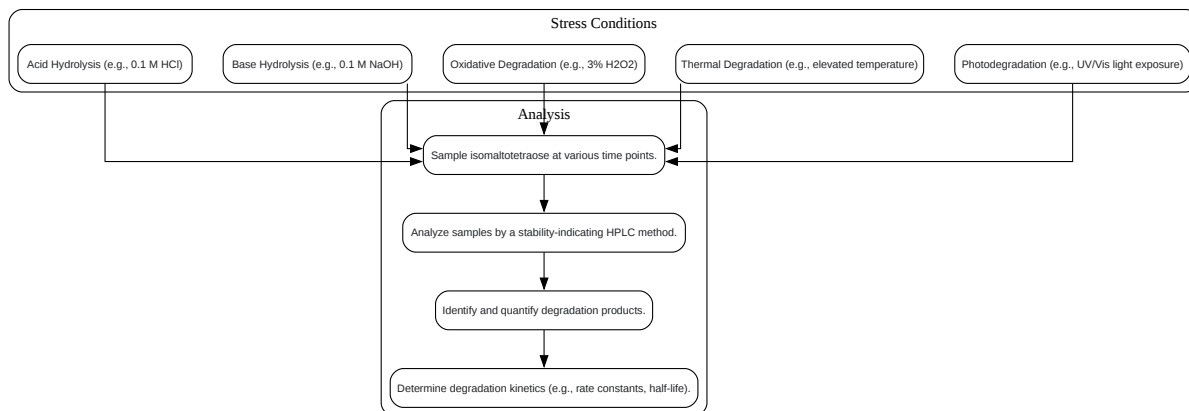 Stress Conditions
Acid Hydrolysis (e.g., 0.1 M HCl)
Base Hydrolysis (e.g., 0.1 M NaOH)
Oxidative Degradation (e.g., 3% H2O2)
Thermal Degradation (e.g., elevated temperature)
Photodegradation (e.g., UV/Vis light exposure)
Analysis
Sample isomaltotetraose at various time points.
Analyze samples by a stability-indicating HPLC method.
Identify and quantify degradation products.
Determine degradation kinetics (e.g., rate constants, half-life).